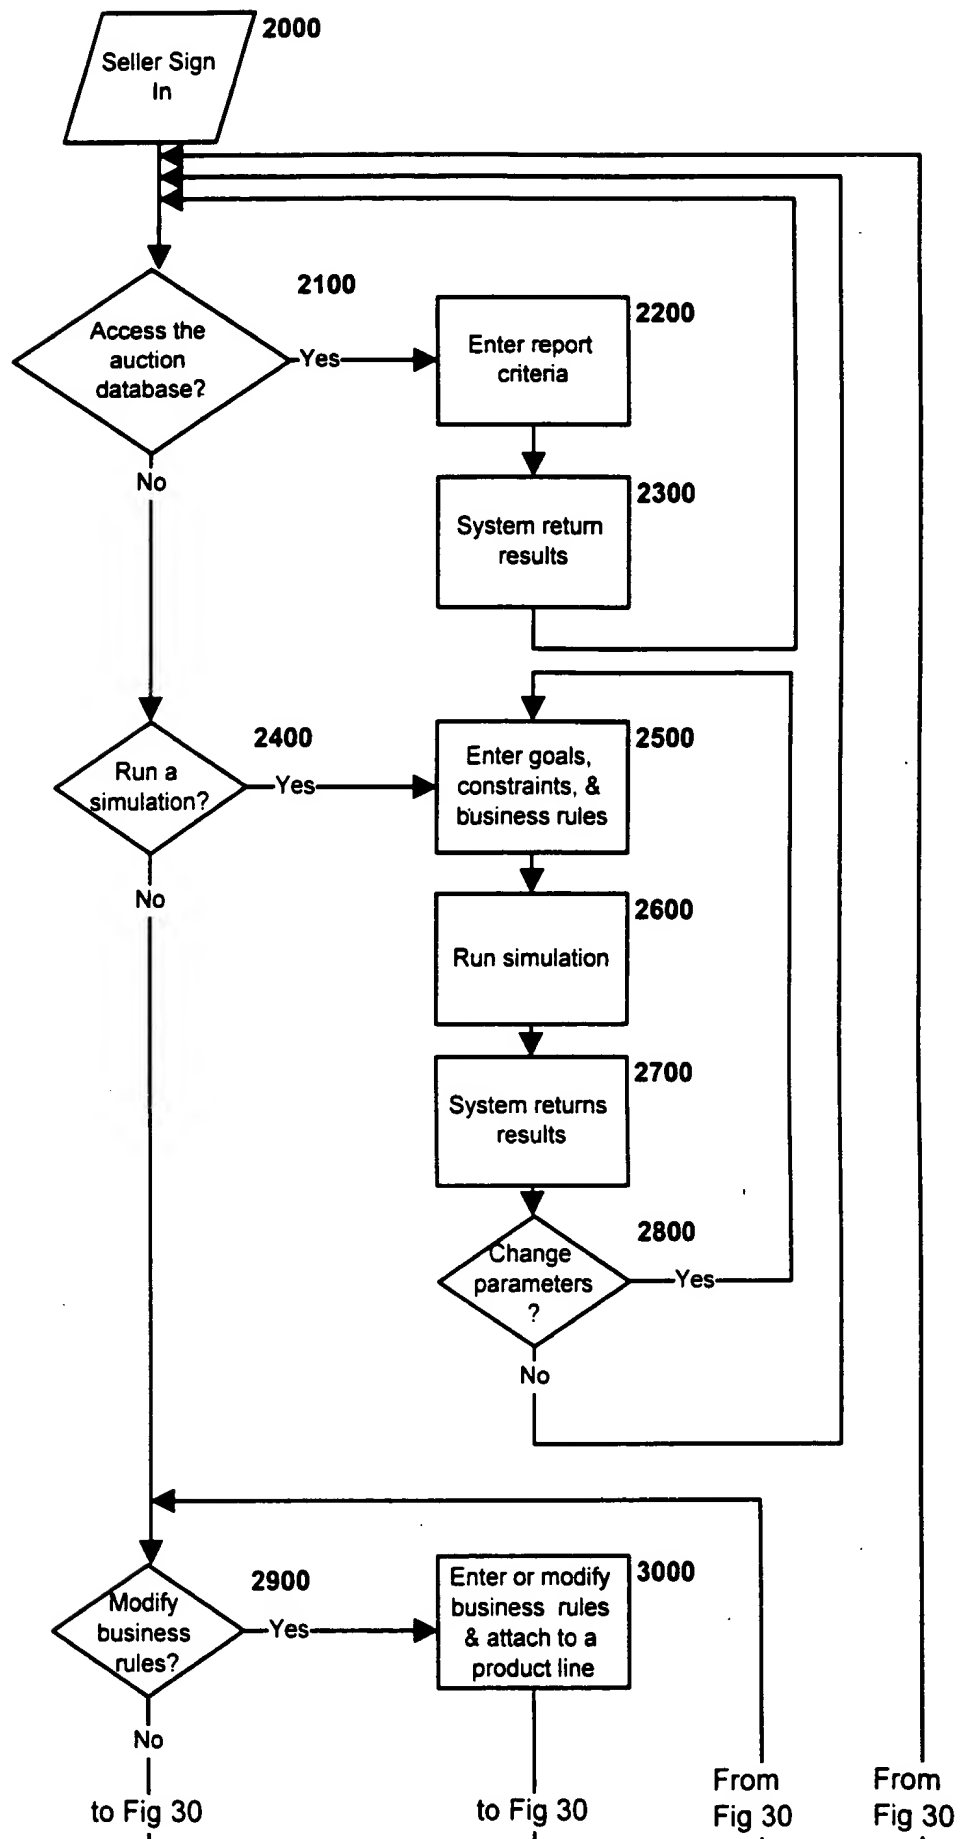 2000
Seller Sign
In
2100
Access the
auction
database?
Yes
2200
Enter report
criteria
No
2300
System return
results
2400
Run a
simulation?
Yes
2500
Enter goals,
constraints, &
business rules
No
2600
Run simulation
2700
System returns
results
2800
Change
parameters
?
Yes
No
2900
Modify
business
rules?
Yes
3000
Enter or modify
business rules
& attach to a
product line
No
to Fig 30
to Fig 30
From
Fig 30
From
Fig 30